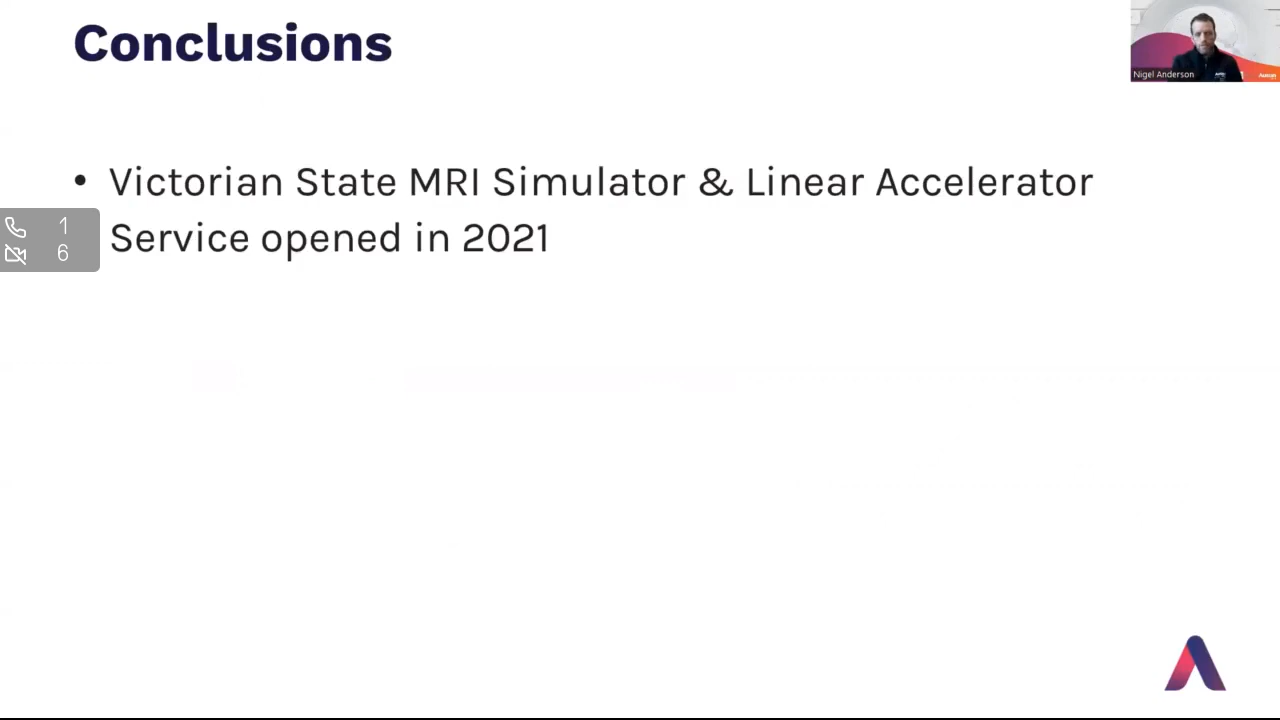 Conclusions
Nigel Anderson
• Victorian State MRI Simulator & Linear Accelerator
Service opened in 2021
1
6